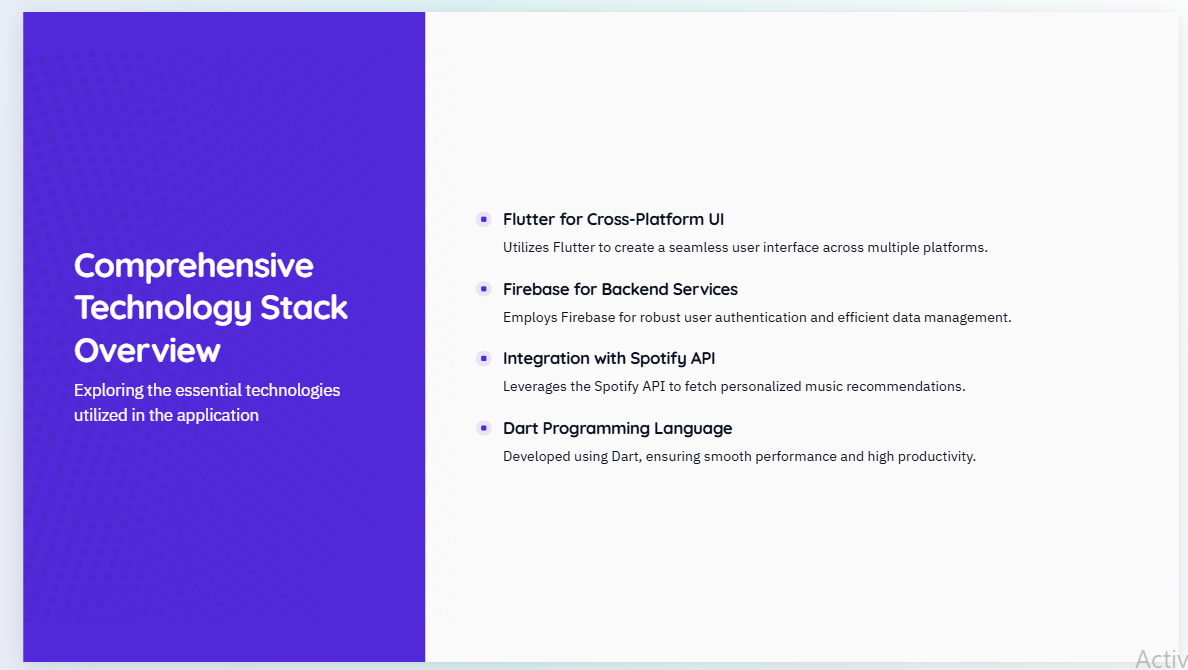 Comprehensive
Technology Stack
Overview
Exploring the essential technologies
utilized in the application
Flutter for Cross-Platform UI
Utilizes Flutter to create a seamless user interface across multiple platforms.
Firebase for Backend Services
Employs Firebase for robust user authentication and efficient data management.
Integration with Spotify API
Leverages the Spotify API to fetch personalized music recommendations.
Dart Programming Language
Developed using Dart, ensuring smooth performance and high productivity.
Activ